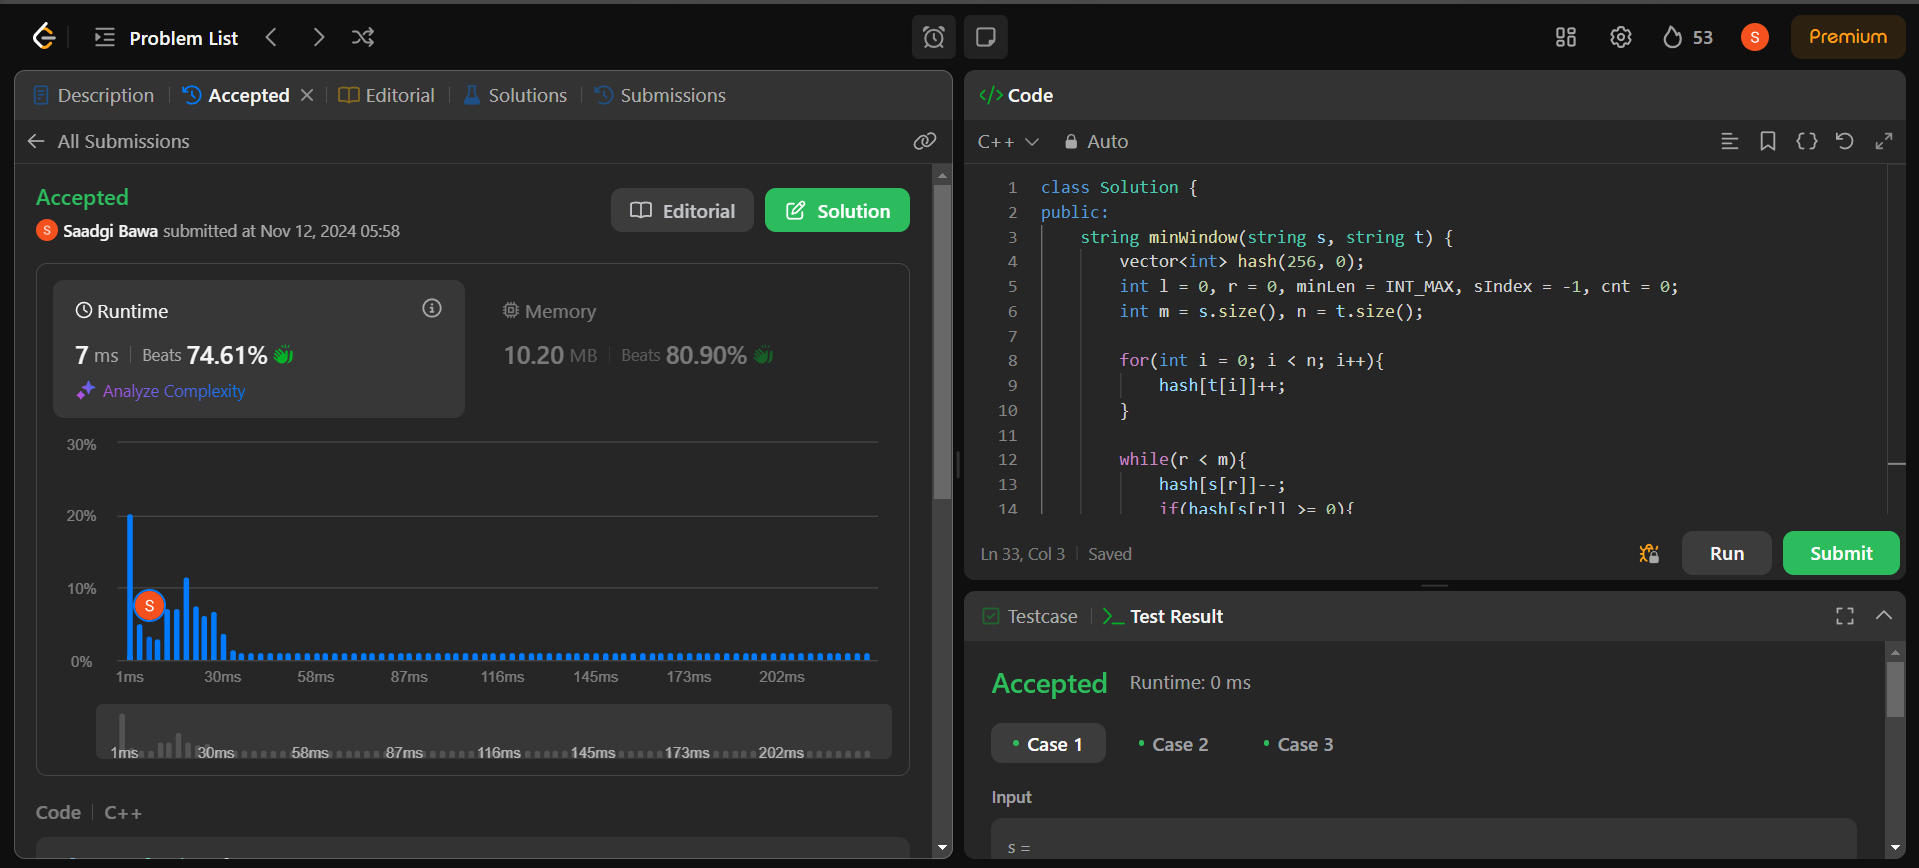 Problem List
53
S
Premium
Description
Accepted
Editorial
Solutions
Submissions
All Submissions
Accepted
S Saadgi Bawa submitted at Nov 12, 2024 05:58
Editorial
Solution
Runtime
7 ms | Beats 74.61%
Analyze Complexity
Memory
10.20 MB | Beats 80.90%
30%
20%
10%
0%
S
1ms 30ms 58ms 87ms 116ms 145ms 173ms 202ms
1ms 30ms 58ms 87ms 116ms 145ms 173ms 202ms
Code | C++
</> Code
C++ Auto
1 class Solution {
2 public:
3 string minWindow(string s, string t) {
4 vector<int> hash(256, 0);
5 int l = 0, r = 0, minLen = INT_MAX, sIndex = -1, cnt = 0;
6 int m = s.size(), n = t.size();
7
8 for(int i = 0; i < n; i++){
9 hash[t[i]]++;
10 }
11
12 while(r < m){
13 hash[s[r]]--;
14 if(hash[s[r]] >= 0){
Ln 33, Col 3 | Saved
Run
Submit
Testcase
>_ Test Result
Accepted Runtime: 0 ms
Case 1
Case 2
Case 3
Input
s =